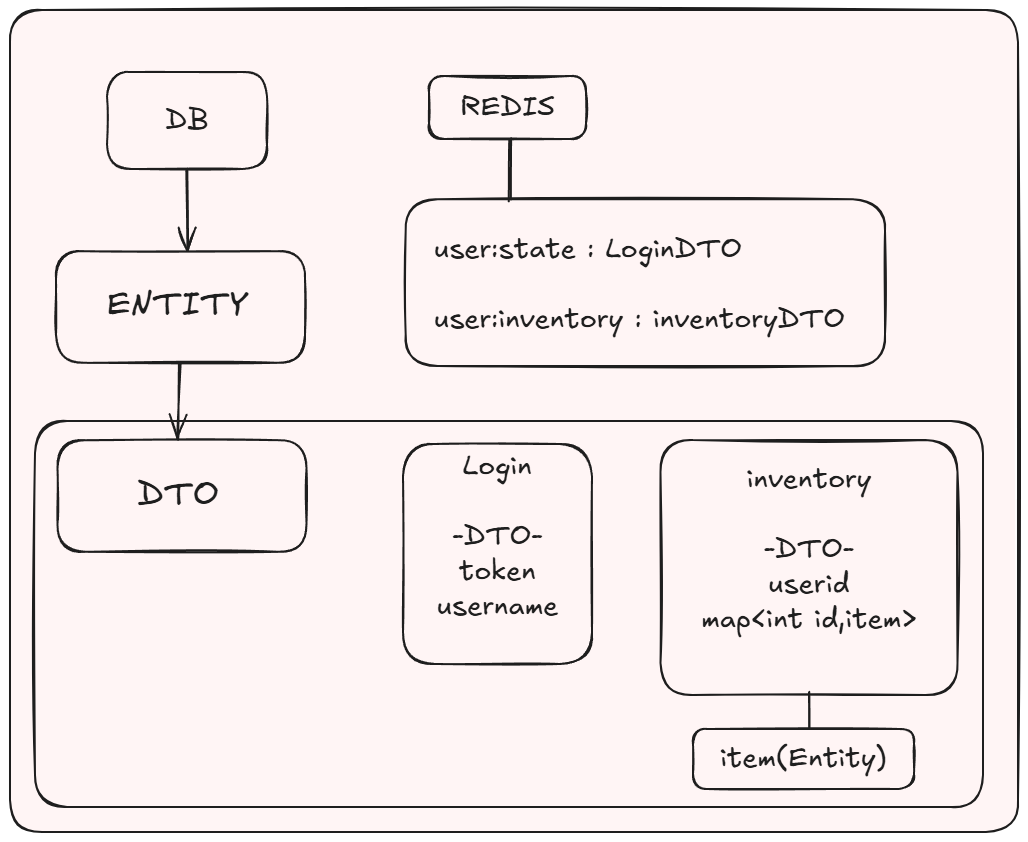 DB
REDIS
user:state : LoginDTO
ENTITY
user:inventory : inventoryDTO
DTO
Login
-DTO-
token
username
inventory
-DTO-
userid
map<int id,item>
item(Entity)